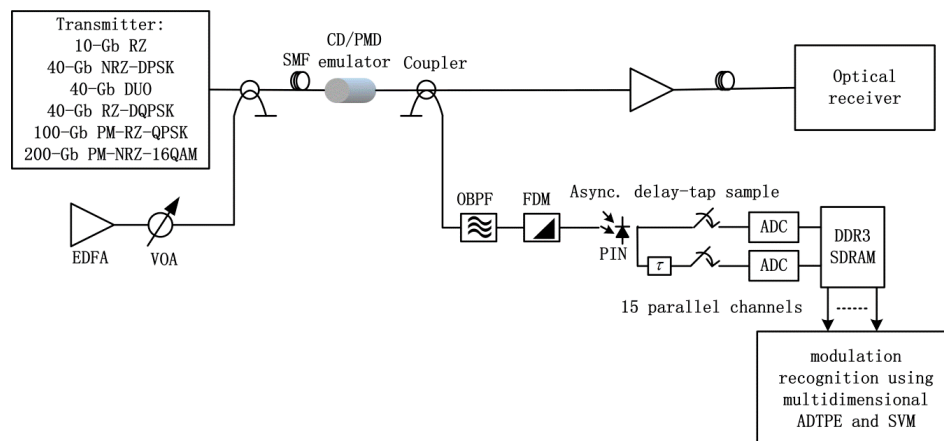 Transmitter:
10-Gb RZ
40-Gb NRZ-DPSK
40-Gb DUO
40-Gb RZ-DQPSK
100-Gb PM-RZ-QPSK
200-Gb PM-NRZ-16QAM
SMF
CD/PMD
emulator
Coupler
Optical
receiver
EDFA
VOA
OBPF
FDM
Async. delay-tap sample
PIN
τ
ADC
ADC
DDR3
SDRAM
15 parallel channels
modulation
recognition using
multidimensional
ADTPE and SVM